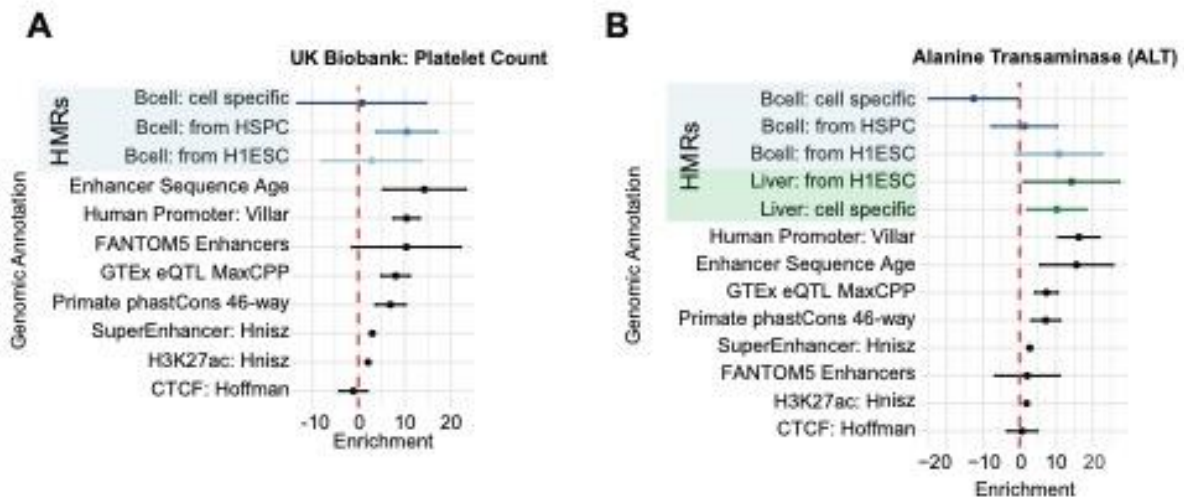 A
UK Biobank: Platelet Count
HMRs
Bcell: cell specific
Bcell: from HSPC
Bcell: from H1ESC
Genomic Annotation
Enhancer Sequence Age
Human Promoter: Villar
FANTOM5 Enhancers
GTEx eQTL MaxCPP
Primate phastCons 46-way
SuperEnhancer: Hnisz
H3K27ac: Hnisz
CTCF: Hoffman
-10 0 10 20
Enrichment
B
Alanine Transaminase (ALT)
HMRs
Bcell: cell specific
Bcell: from HSPC
Bcell: from H1ESC
Liver: from H1ESC
Liver: cell specific
Genomic Annotation
Human Promoter: Villar
Enhancer Sequence Age
GTEx eQTL MaxCPP
Primate phastCons 46-way
SuperEnhancer: Hnisz
FANTOM5 Enhancers
H3K27ac: Hnisz
CTCF: Hoffman
−20 −10 0 10 20
Enrichment